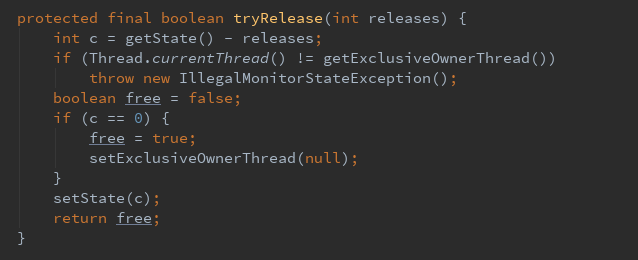 protected final boolean tryRelease(int releases) {
    int c = getState() - releases;
    if (Thread.currentThread() != getExclusiveOwnerThread())
        throw new IllegalMonitorStateException();
    boolean free = false;
    if (c == 0) {
        free = true;
        setExclusiveOwnerThread(null);
    }
    setState(c);
    return free;
}